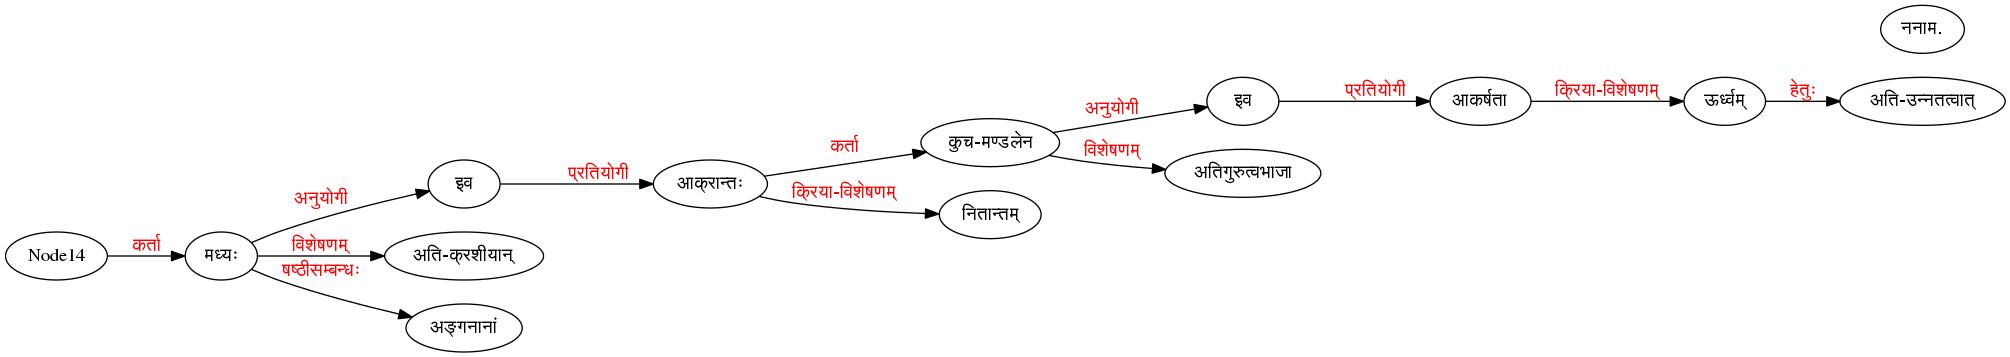 ननाम.
इव
प्रतियोगी
आकर्षता
क्रिया-विशेषणम्
ऊर्ध्वम्
हेतुः
अति-उन्नतत्वात्
अनुयोगी
कर्ता
कुच-मण्डलेन
विशेषणम्
अतिगुरुत्वभाजा
इव
प्रतियोगी
आक्रान्तः
क्रिया-विशेषणम्
नितान्तम्
अनुयोगी
Node14
कर्ता
मध्यः
विशेषणम्
अति-क्रशीयान्
षष्ठीसम्बन्धः
अङ्गनानां